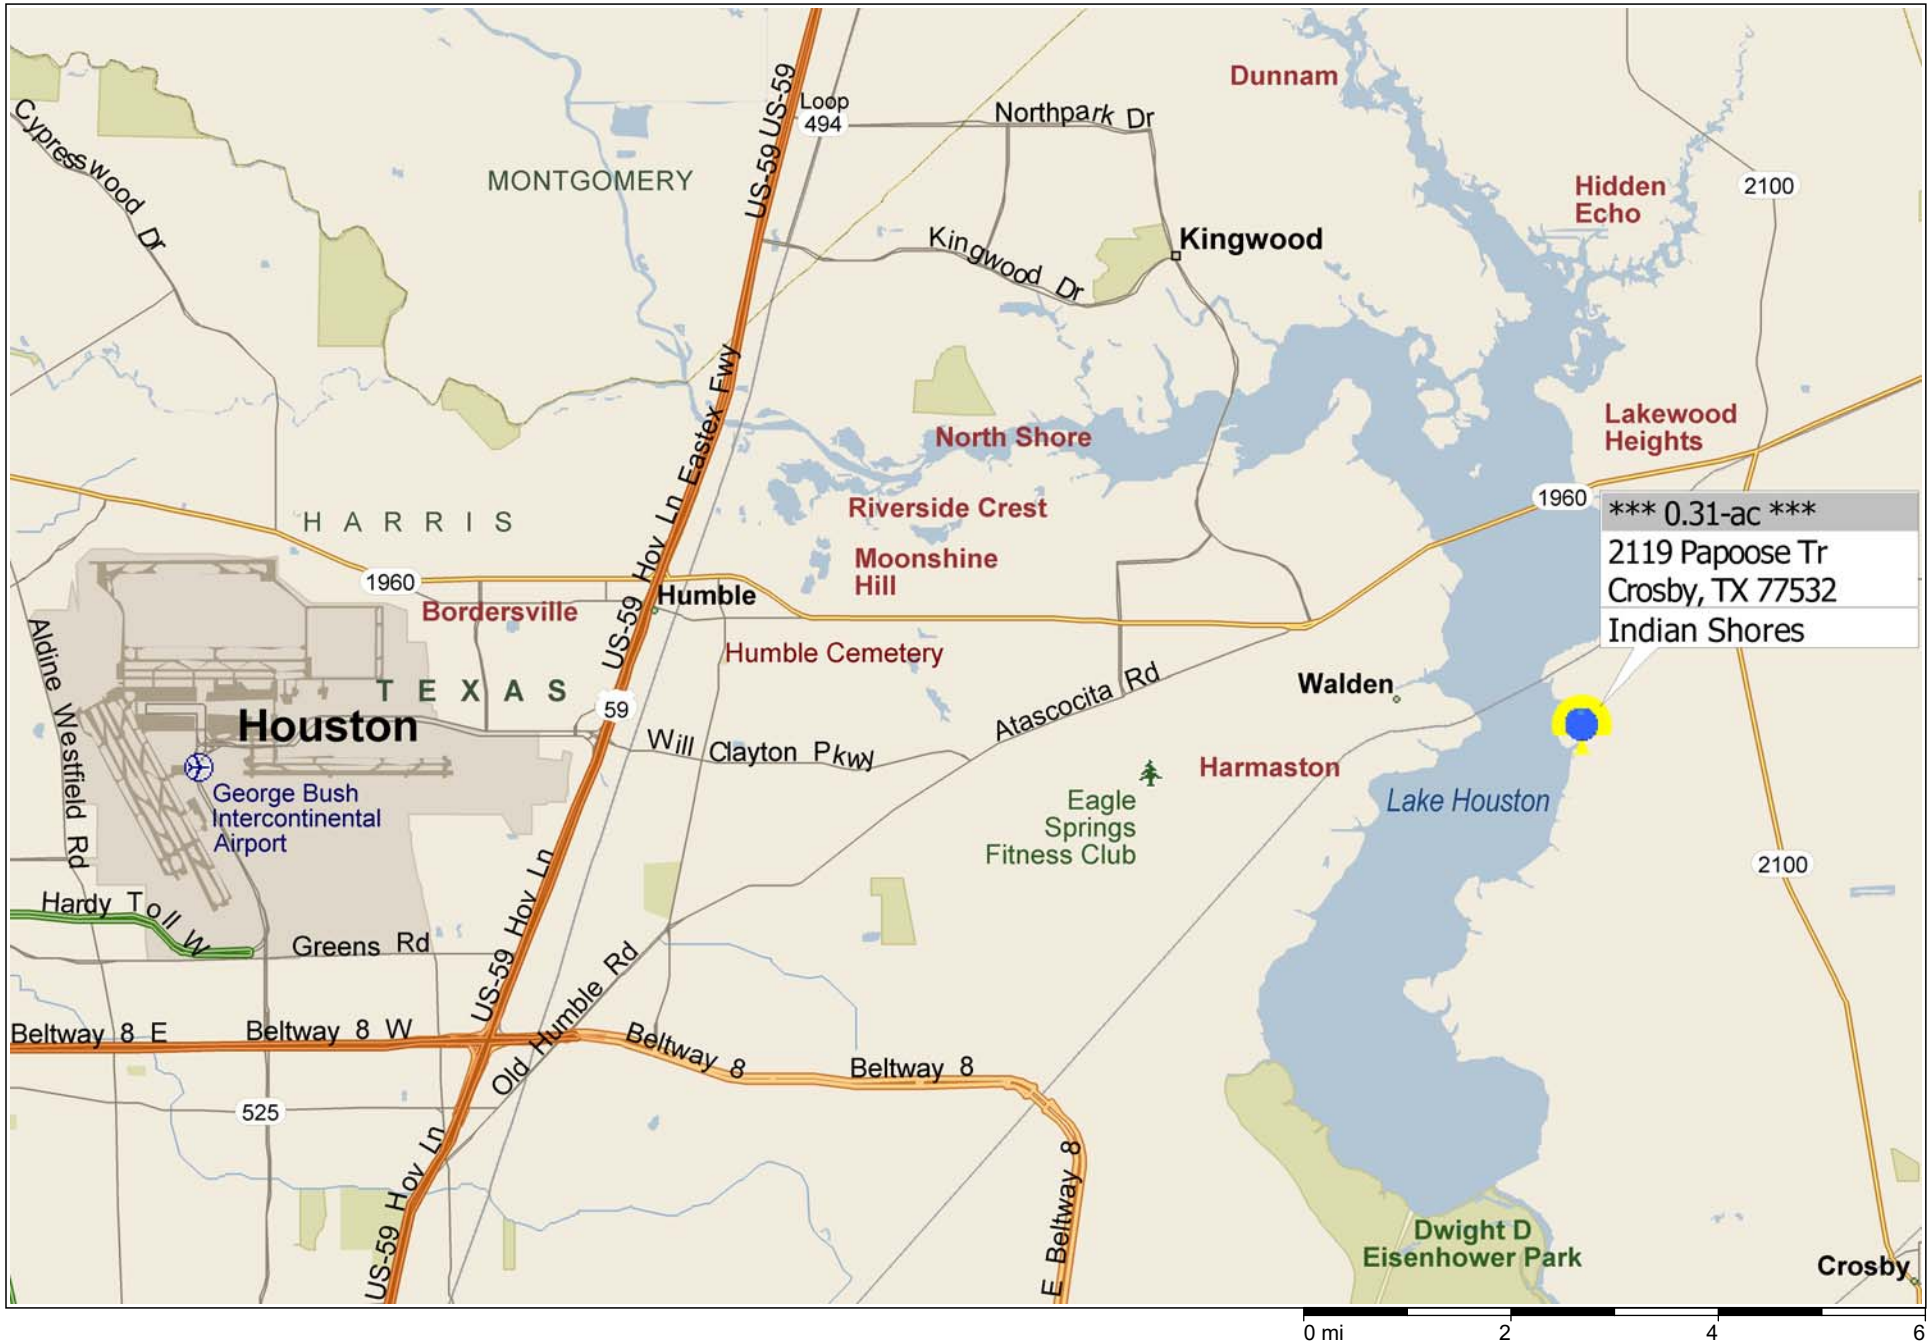 Dunnam
US-59
US-59
Loop
494
Northpark Dr
Cypresswood Dr
MONTGOMERY
Hidden
Echo
2100
Kingwood
Kingwood Dr
Eastex Fwy
Lakewood
Heights
North Shore
1960
*** 0.31-ac ***
2119 Papoose Tr
Crosby, TX 77532
Indian Shores
HARRIS
Riverside Crest
Moonshine
Hill
1960
US-59 Hov Ln
Humble
Bordersville
Humble Cemetery
Aldine Westfield Rd
TEXAS
Walden
Atascocita Rd
59
Houston
Will Clayton Pkwy
Harmaston
George Bush
Intercontinental
Airport
Eagle
Springs
Fitness Club
Lake Houston
2100
Hardy Toll W
Greens Rd
US-59 Hov Ln
Old Humble Rd
Beltway 8 E
Beltway 8 W
Beltway 8
Beltway 8
525
US-59 Hov Ln
E Beltway 8
Dwight D
Eisenhower Park
Crosby
0 mi 2 4 6